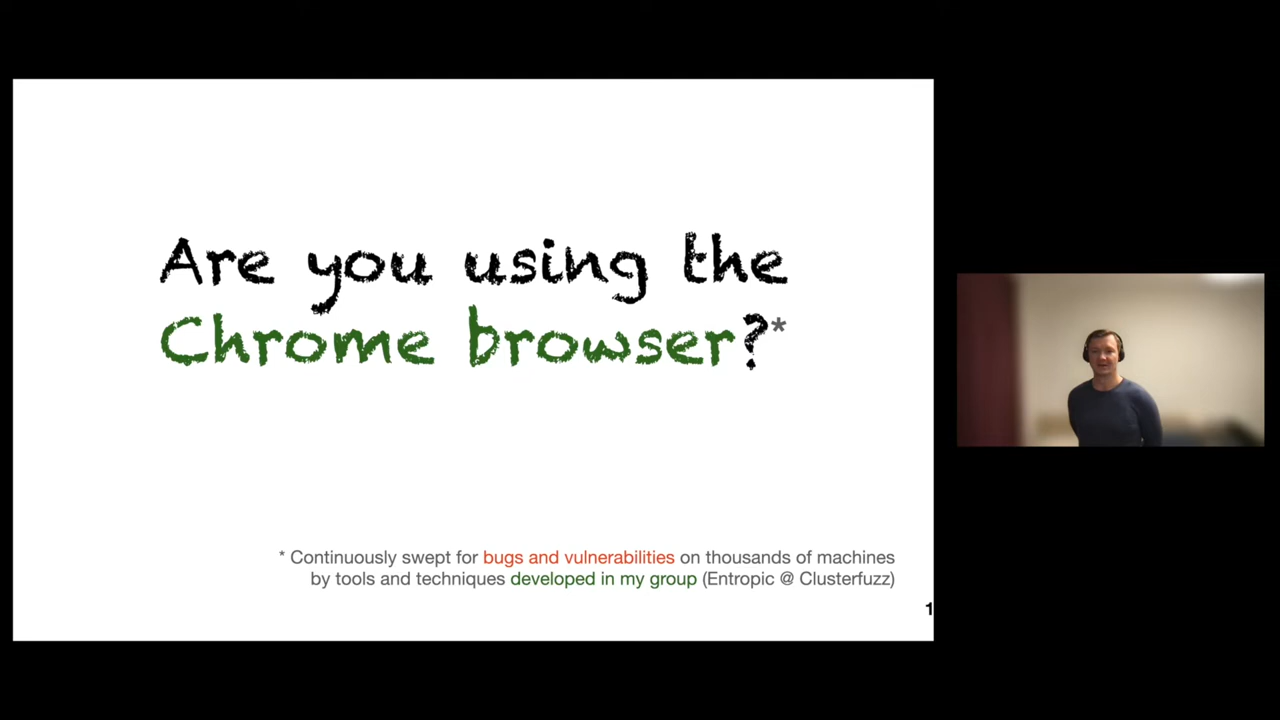 Are you using the
Chrome browser?*
* Continuously swept for bugs and vulnerabilities on thousands of machines
by tools and techniques developed in my group (Entropic @ Clusterfuzz)
1